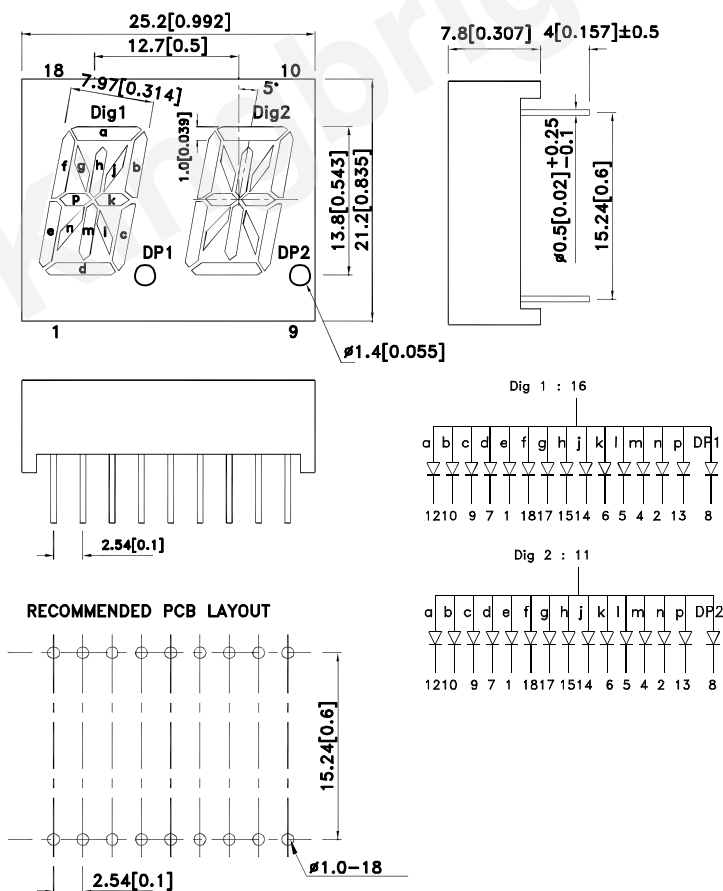 25.2[0.992]
12.7[0.5]
18
10
7.97[0.314]
5°
Dig1
Dig2
1.0[0.039]
a
f
g
h
j
b
p
k
e
n
m
l
c
d
DP1
DP2
13.8[0.543]
21.2[0.835]
1
9
ø1.4[0.055]
7.8[0.307]
4[0.157]±0.5
ø0.5[0.02]+0.25 -0.1
15.24[0.6]
2.54[0.1]
Dig 1 : 16
a b c d e f g h j k l m n p DP1
12 10 9 7 1 18 17 15 14 6 5 4 2 13 8
Dig 2 : 11
a b c d e f g h j k l m n p DP2
12 10 9 7 1 18 17 15 14 6 5 4 2 13 8
RECOMMENDED PCB LAYOUT
15.24[0.6]
ø1.0-18
2.54[0.1]